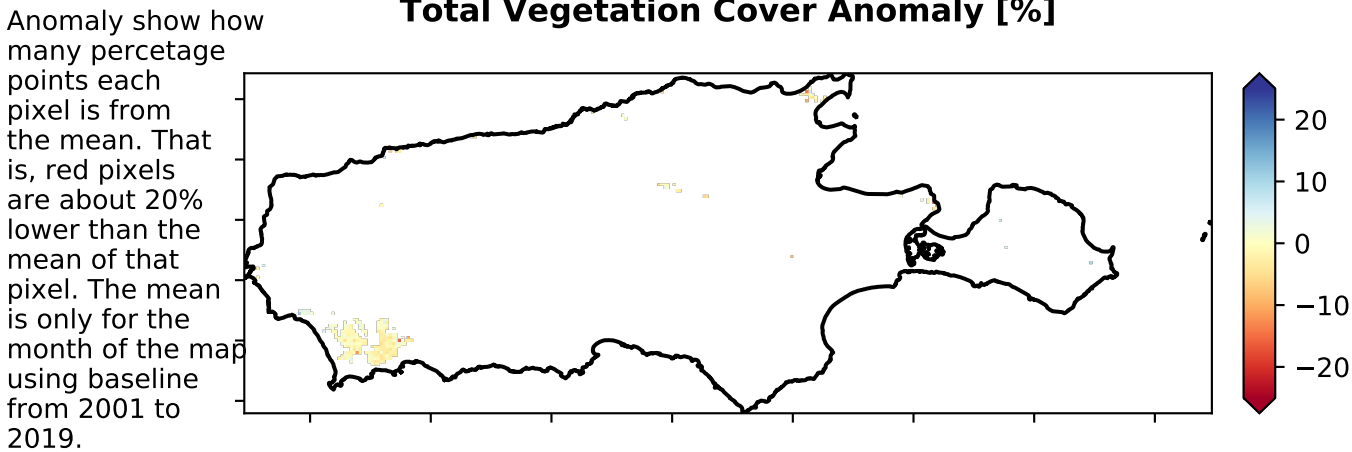 Total Vegetation Cover Anomaly [%]
Anomaly show how
many percetage
points each
pixel is from
the mean. That
is, red pixels
are about 20%
lower than the
mean of that
pixel. The mean
is only for the
month of the map
using baseline
from 2001 to
2019.
20
10
0
−10
−20